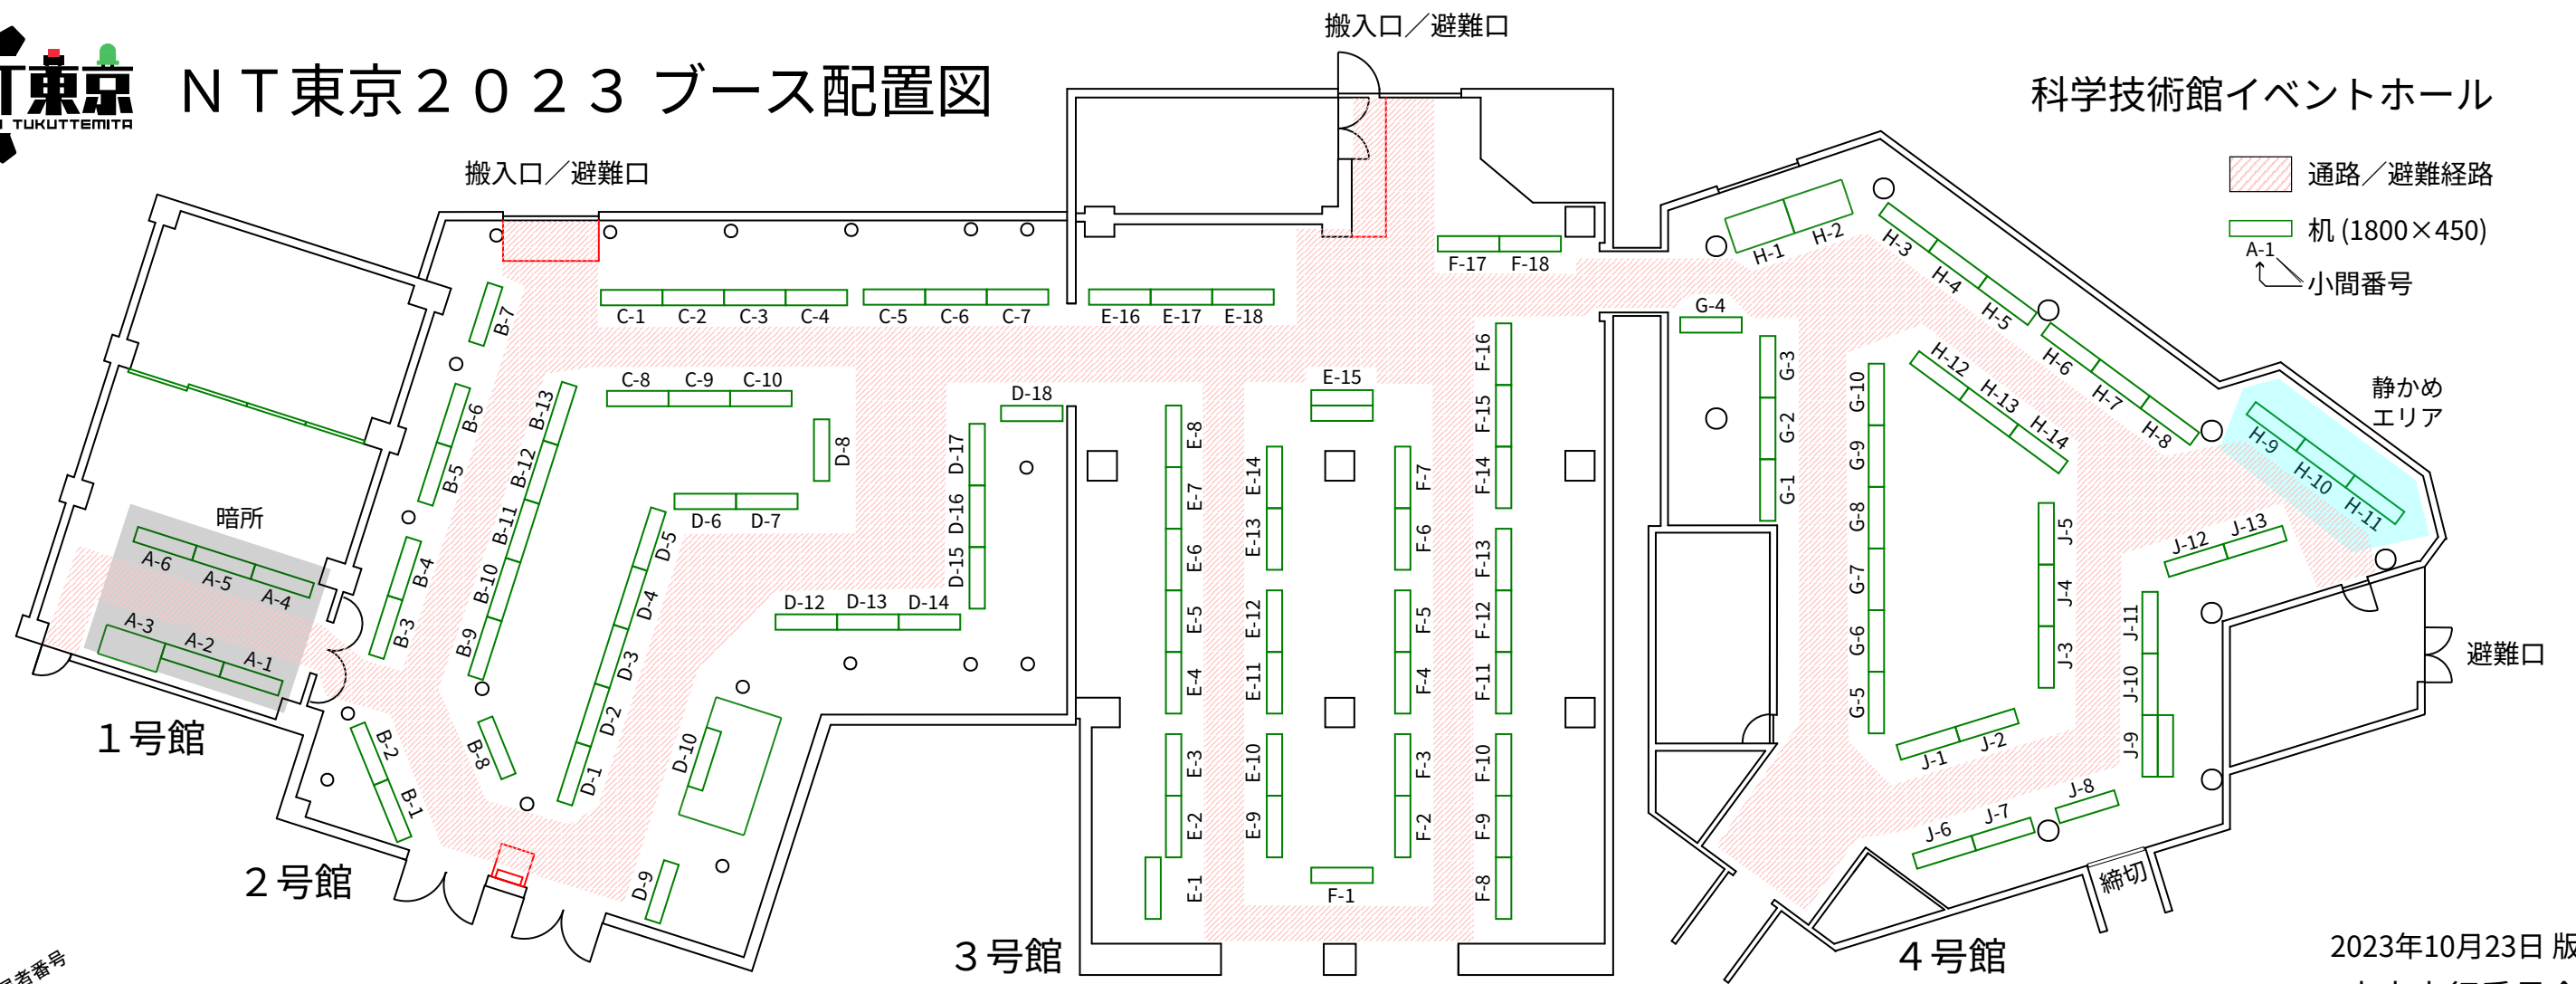 東京
TUKUTTEMITA
ＮＴ東京２０２３ ブース配置図
科学技術館イベントホール
搬入口／避難口
搬入口／避難口
通路／避難経路
机 (1800×450)
A-1
小間番号
静かめ
エリア
避難口
締切
暗所
１号館
２号館
３号館
４号館
A-6
A-5
A-4
A-3
A-2
A-1
B-7
B-6
B-5
B-4
B-3
B-2
B-1
B-13
B-12
B-11
B-10
B-9
B-8
C-1 C-2 C-3 C-4 C-5 C-6 C-7
C-8 C-9 C-10
D-8
D-6 D-7
D-5
D-4
D-3
D-2
D-1
D-18
D-17
D-16
D-15
D-12 D-13 D-14
D-10
D-9
E-16 E-17 E-18
E-15
E-8
E-7
E-6
E-5
E-4
E-3
E-2
E-1
E-14
E-13
E-12
E-11
E-10
E-9
F-17 F-18
F-7
F-6
F-5
F-4
F-3
F-2
F-1
F-16
F-15
F-14
F-13
F-12
F-11
F-10
F-9
F-8
G-4
G-3
G-2
G-1
G-10
G-9
G-8
G-7
G-6
G-5
H-1 H-2
H-3
H-4
H-5
H-6
H-7
H-8
H-9
H-10
H-11
H-12
H-13
H-14
J-5
J-4
J-3
J-1 J-2
J-12 J-13
J-11
J-10
J-9
J-8
J-6 J-7
者番号
2023年10月23日 版